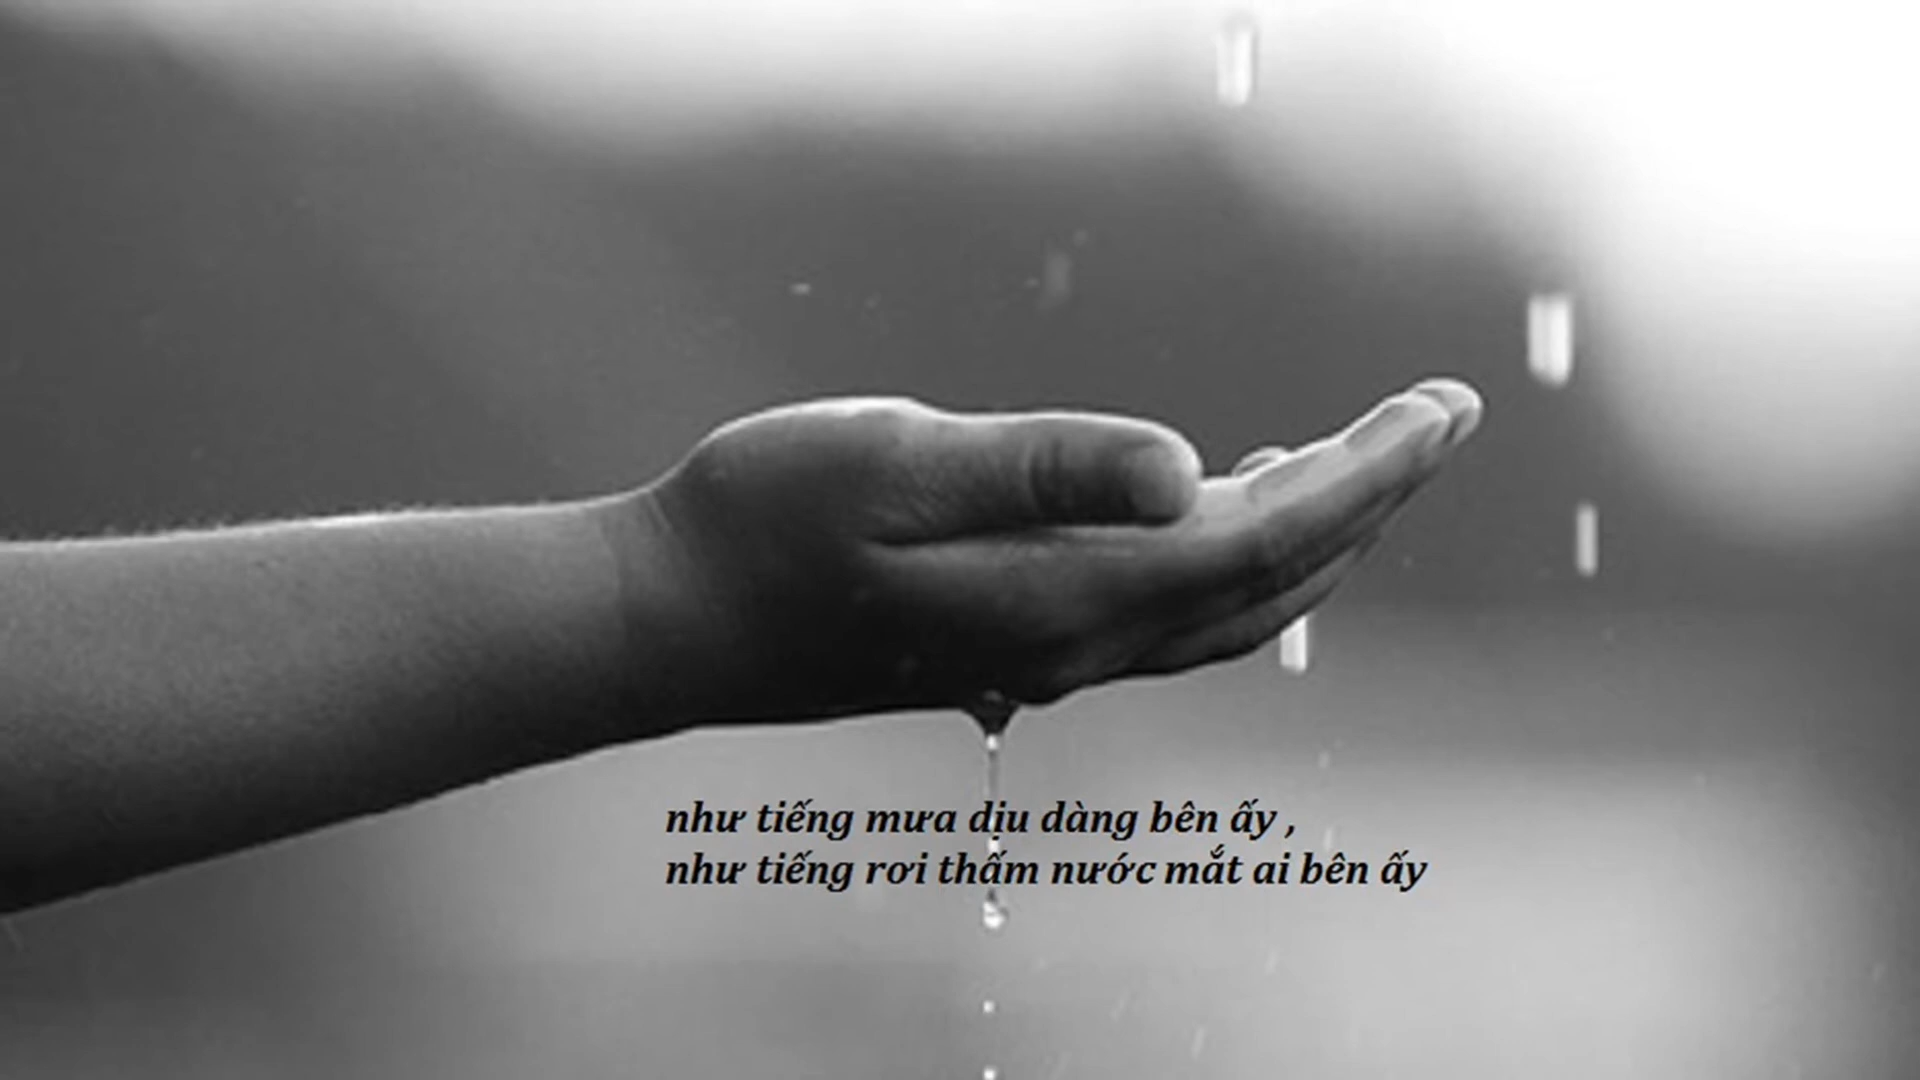 như tiếng mưa dịu dàng bên ấy ,
như tiếng rơi thấm nước mắt ai bên ấy